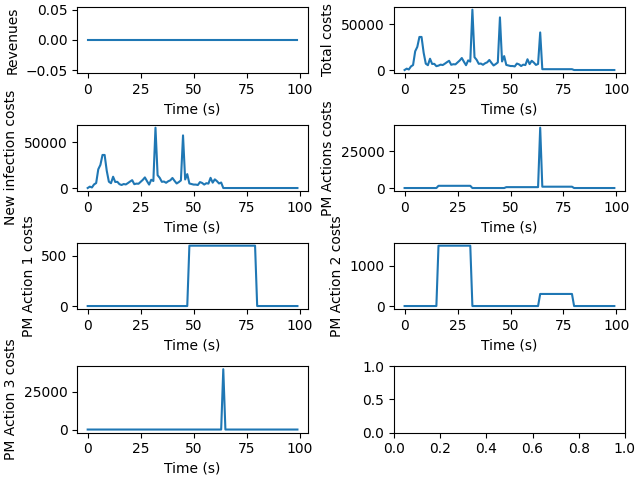 Revenues
0.05
0.00
−0.05
0 25 50 75 100
Time (s)
Total costs
50000
0
0 25 50 75 100
Time (s)
New infection costs
50000
0
0 25 50 75 100
Time (s)
PM Actions costs
25000
0
0 25 50 75 100
Time (s)
PM Action 1 costs
500
0
0 25 50 75 100
Time (s)
PM Action 2 costs
1000
0
0 25 50 75 100
Time (s)
PM Action 3 costs
25000
0
0 25 50 75 100
Time (s)
1.0
0.5
0.0
0.0 0.2 0.4 0.6 0.8 1.0